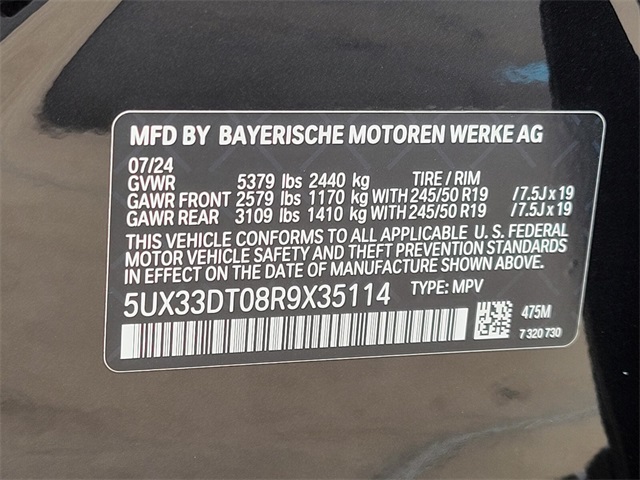 MFD BY BAYERISCHE MOTOREN WERKE AG
07/24
GVWR 5379 lbs 2440 kg TIRE / RIM
GAWR FRONT 2579 lbs 1170 kg WITH 245/50 R19 /7.5J x 19
GAWR REAR 3109 lbs 1410 kg WITH 245/50 R19 /7.5J x 19
THIS VEHICLE CONFORMS TO ALL APPLICABLE U. S. FEDERAL
MOTOR VEHICLE SAFETY AND THEFT PREVENTION STANDARDS
IN EFFECT ON THE DATE OF MANUFACTURE SHOWN ABOVE.
5UX33DT08R9X35114 TYPE: MPV
475M
7 320 730